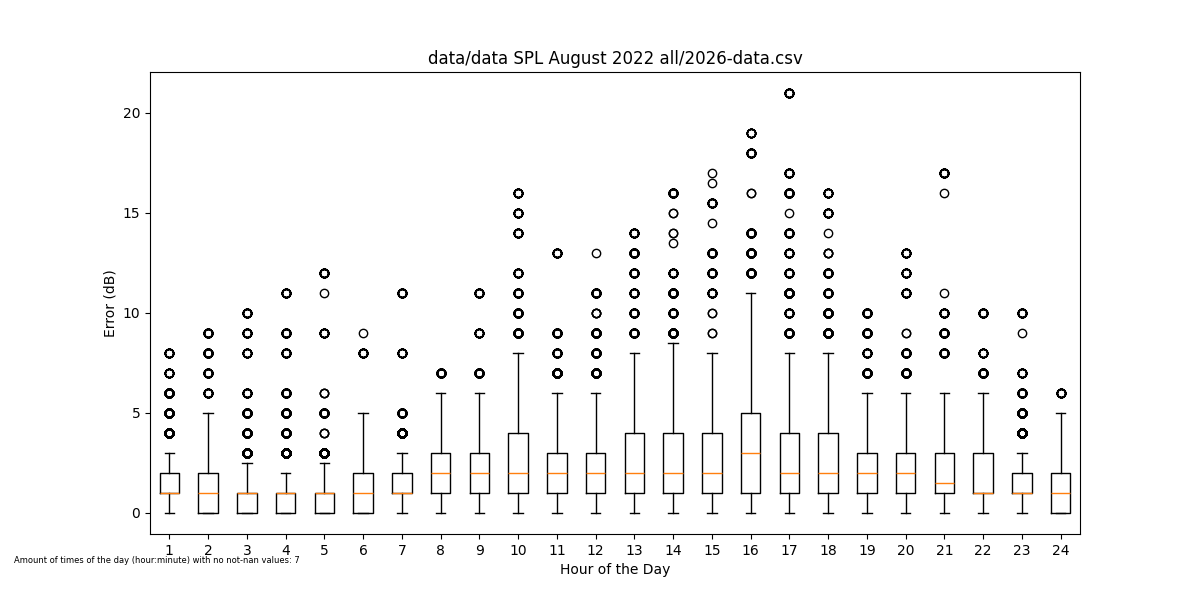 data/data SPL August 2022 all/2026-data.csv
20
15
10
5
0
Error (dB)
1 2 3 4 5 6 7 8 9 10 11 12 13 14 15 16 17 18 19 20 21 22 23 24
Amount of times of the day (hour:minute) with no not-nan values: 7
Hour of the Day